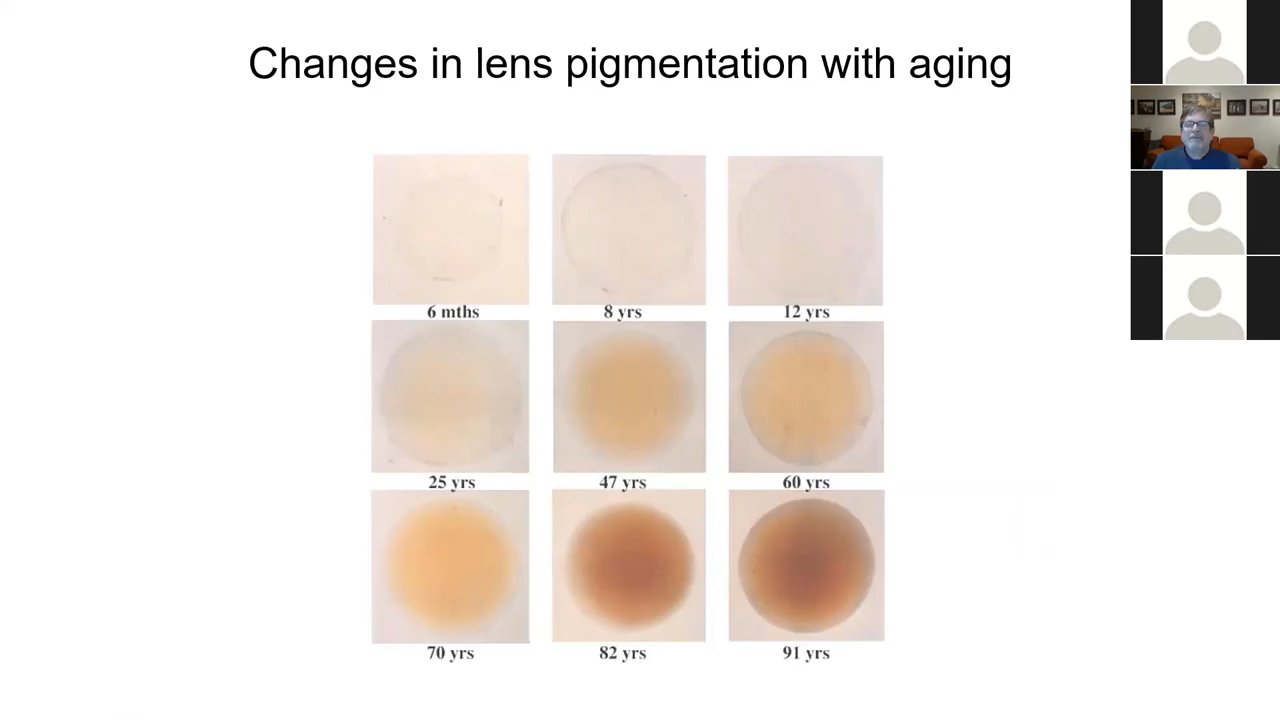 Changes in lens pigmentation with aging
6 mths 8 yrs 12 yrs
25 yrs 47 yrs 60 yrs
70 yrs 82 yrs 91 yrs